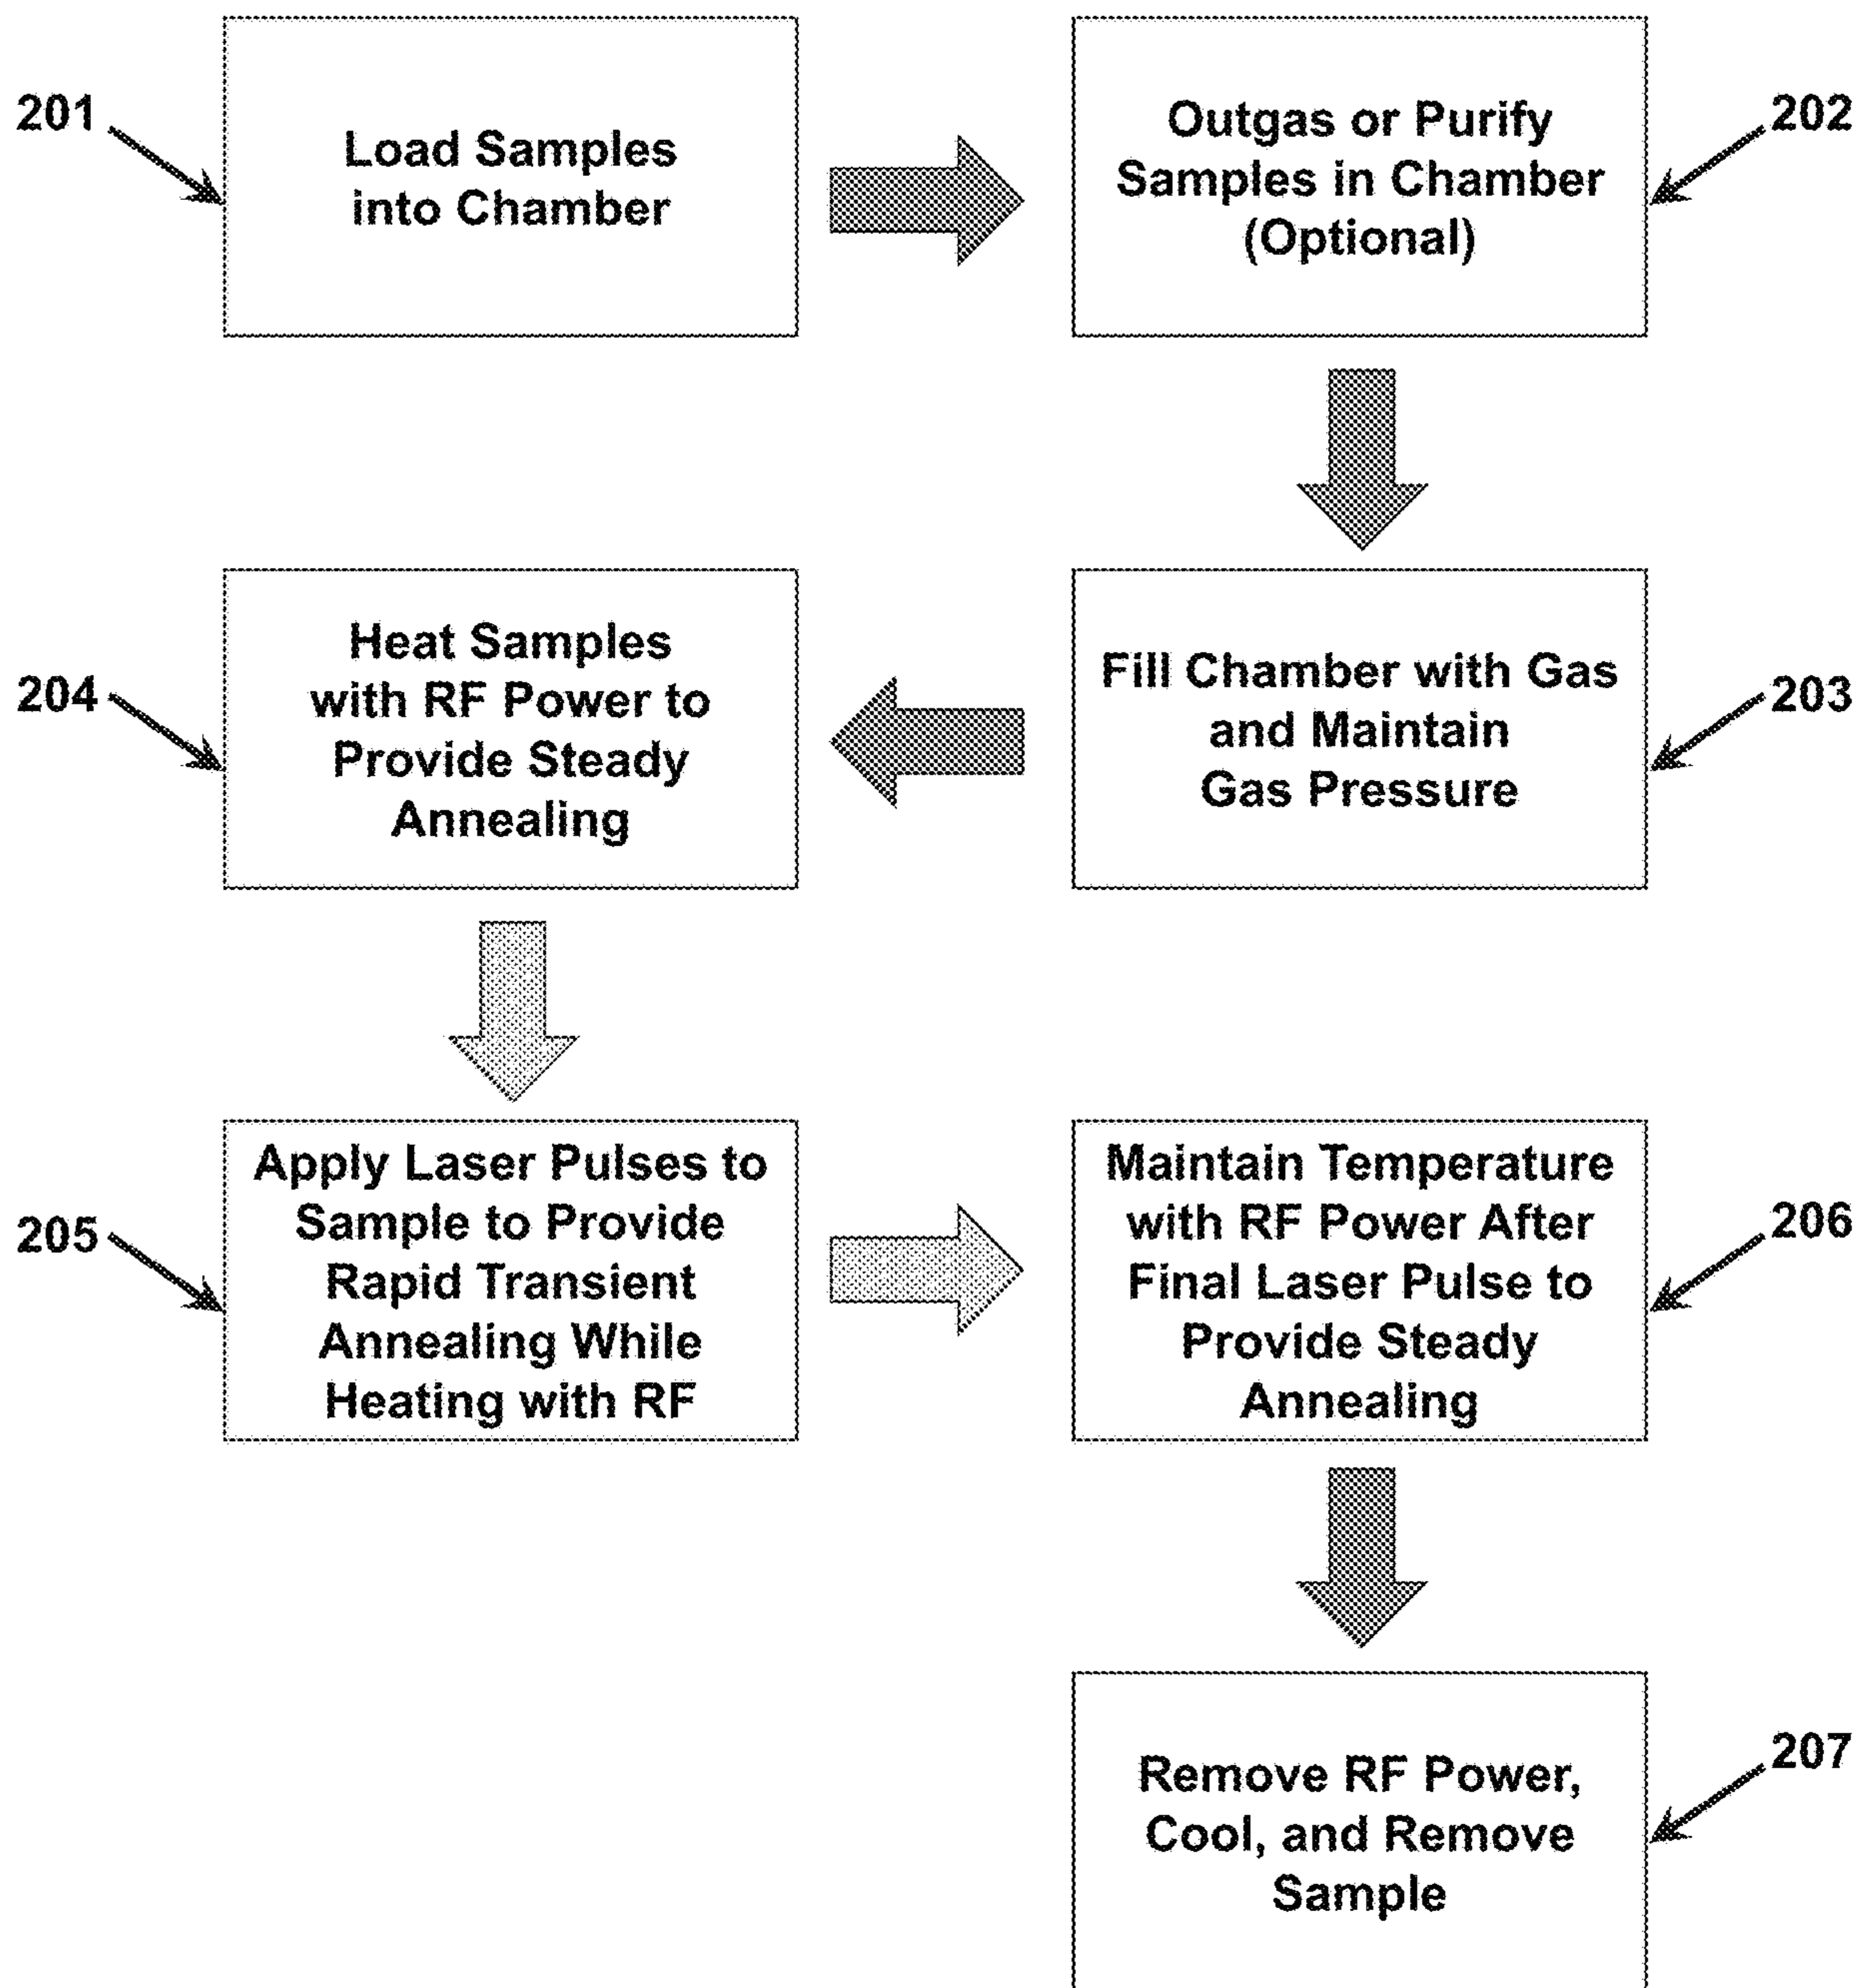 201
Load Samples
into Chamber
Outgas or Purify
Samples in Chamber
(Optional)
202
Fill Chamber with Gas
and Maintain
Gas Pressure
203
204
Heat Samples
with RF Power to
Provide Steady
Annealing
205
Apply Laser Pulses to
Sample to Provide
Rapid Transient
Annealing While
Heating with RF
Maintain Temperature
with RF Power After
Final Laser Pulse to
Provide Steady
Annealing
206
Remove RF Power,
Cool, and Remove
Sample
207